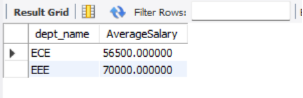 Result Grid Filter Rows:
dept_name AverageSalary
ECE 56500.000000
EEE 70000.000000